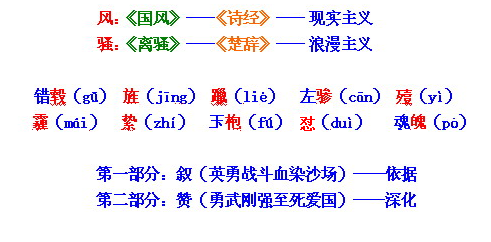 风：《国风》——《诗经》——现实主义
骚：《离骚》——《楚辞》——浪漫主义
错毂（gǔ） 旌（jīng） 躐（liè） 左骖（cān） 殪（yì）
霾（mái） 絷（zhí） 玉枹（fú） 怼（duì） 魂魄（pò）
第一部分：叙（英勇战斗血染沙场）——依据
第二部分：赞（勇武刚强至死爱国）——深化